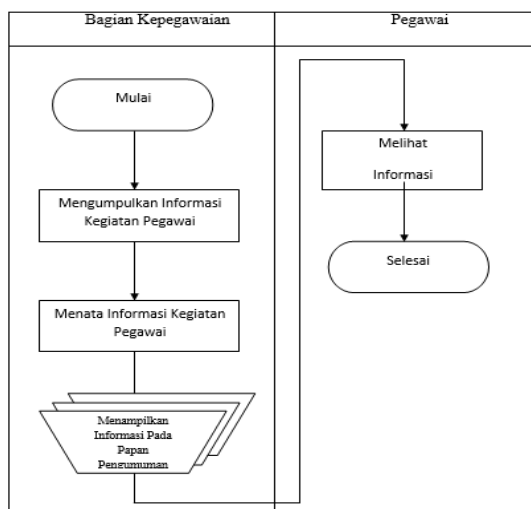 Bagian Kepegawaian
Mulai
Mengumpulkan Informasi
Kegiatan Pegawai
Menata Informasi Kegiatan
Pegawai
Menampilkan
Informasi Pada
Papan
Pengumuman
Pegawai
Melihat
Informasi
Selesai